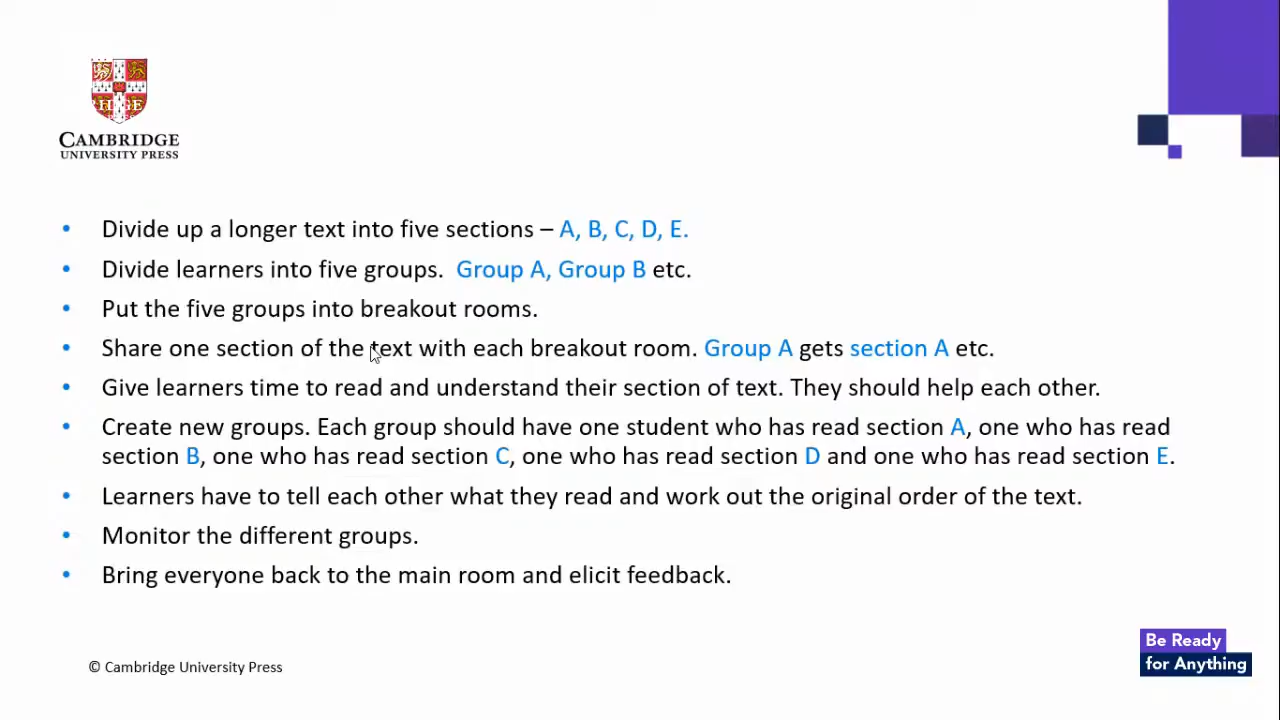 CAMBRIDGE
UNIVERSITY PRESS
• Divide up a longer text into five sections – A, B, C, D, E.
• Divide learners into five groups.  Group A, Group B etc.
• Put the five groups into breakout rooms.
• Share one section of the text with each breakout room. Group A gets section A etc.
• Give learners time to read and understand their section of text. They should help each other.
• Create new groups. Each group should have one student who has read section A, one who has read
section B, one who has read section C, one who has read section D and one who has read section E.
• Learners have to tell each other what they read and work out the original order of the text.
• Monitor the different groups.
• Bring everyone back to the main room and elicit feedback.
Be Ready
for Anything
© Cambridge University Press